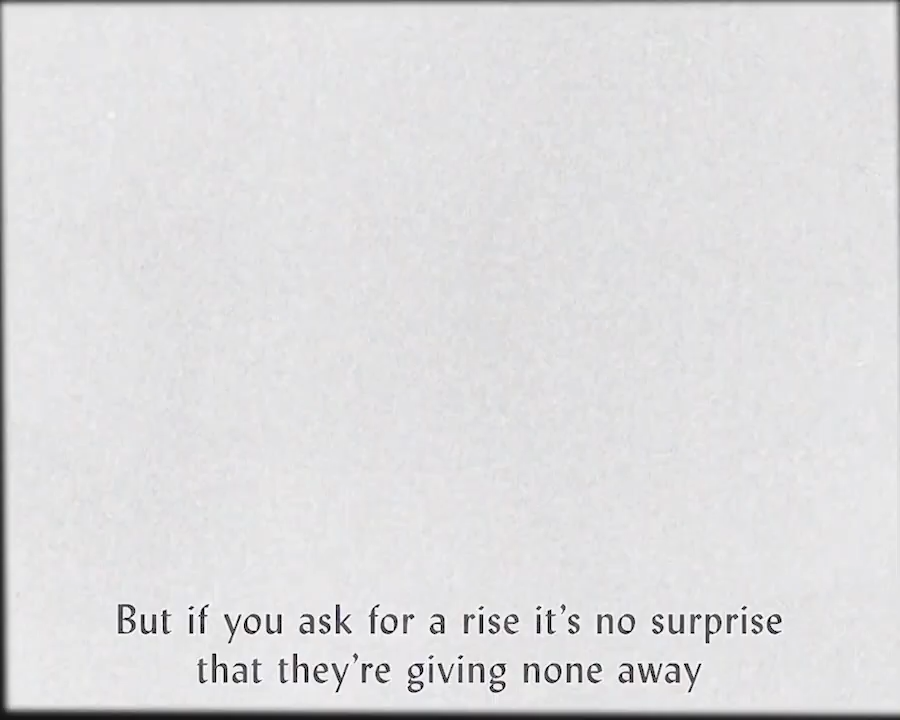 But if you ask for a rise it’s no surprise
that they’re giving none away